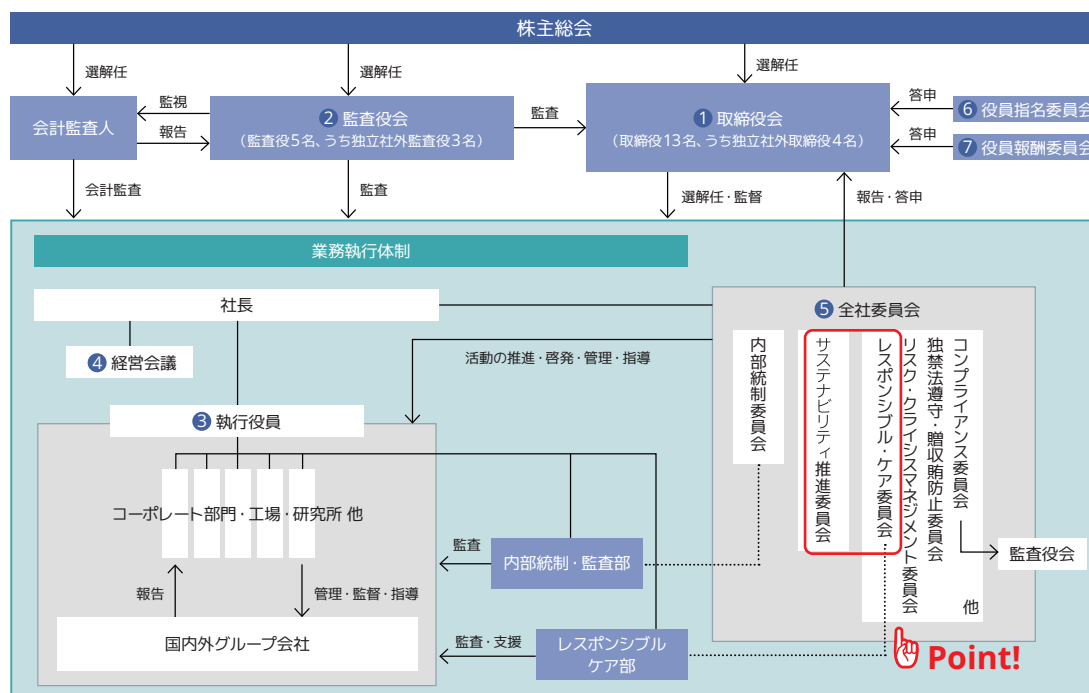 株主総会
選解任
選解任
選解任
会計監査人
監視
報告
② 監査役会
(監査役5名、うち独立社外監査役3名)
監査
① 取締役会
(取締役13名、うち独立社外取締役4名)
答申
⑥ 役員指名委員会
答申
⑦ 役員報酬委員会
会計監査
監査
選解任・監督
報告・答申
業務執行体制
社長
④ 経営会議
活動の推進・啓発・管理・指導
③ 執行役員
コーポレート部門・工場・研究所 他
報告
管理・監督・指導
国内外グループ会社
監査
内部統制・監査部
監査・支援
レスポンシブル
ケア部
⑤ 全社委員会
内部統制委員会
サステナビリティ推進委員会
レスポンシブル・ケア委員会
リスク・クライシスマネジメント委員会
独禁法遵守・贈収賄防止委員会
コンプライアンス委員会
他
監査役会
Point!